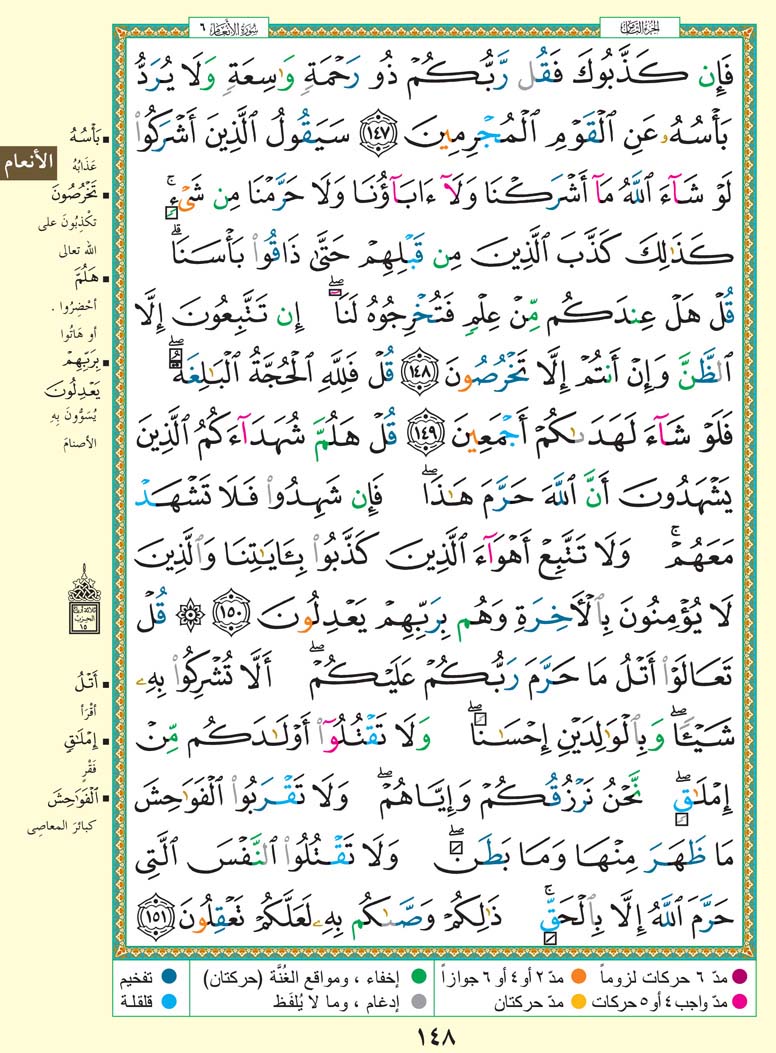 سورة الأنعام ٦
الجزء الثامن
فَإِن كَذَّبُوكَ فَقُل رَّبُّكُمْ ذُو رَحْمَةٍ وَٰسِعَةٍ وَلَا يُرَدُّ
بَأْسُهُۥ عَنِ ٱلْقَوْمِ ٱلْمُجْرِمِينَ ١٤٧ سَيَقُولُ ٱلَّذِينَ أَشْرَكُوا۟
لَوْ شَآءَ ٱللَّهُ مَآ أَشْرَكْنَا وَلَآ ءَابَآؤُنَا وَلَا حَرَّمْنَا مِن شَىْءٍ ۚ
كَذَٰلِكَ كَذَّبَ ٱلَّذِينَ مِن قَبْلِهِمْ حَتَّىٰ ذَاقُوا۟ بَأْسَنَا ۗ
قُلْ هَلْ عِندَكُم مِّنْ عِلْمٍ فَتُخْرِجُوهُ لَنَآ ۖ إِن تَتَّبِعُونَ إِلَّا
ٱلظَّنَّ وَإِنْ أَنتُمْ إِلَّا تَخْرُصُونَ ١٤٨ قُلْ فَلِلَّهِ ٱلْحُجَّةُ ٱلْبَٰلِغَةُ ۖ
فَلَوْ شَآءَ لَهَدَىٰكُمْ أَجْمَعِينَ ١٤٩ قُلْ هَلُمَّ شُهَدَآءَكُمُ ٱلَّذِينَ
يَشْهَدُونَ أَنَّ ٱللَّهَ حَرَّمَ هَٰذَا ۖ فَإِن شَهِدُوا۟ فَلَا تَشْهَدْ
مَعَهُمْ ۚ وَلَا تَتَّبِعْ أَهْوَآءَ ٱلَّذِينَ كَذَّبُوا۟ بِـَٔايَٰتِنَا وَٱلَّذِينَ
لَا يُؤْمِنُونَ بِٱلْـَٔاخِرَةِ وَهُم بِرَبِّهِمْ يَعْدِلُونَ ١٥٠ ۞ قُلْ
تَعَالَوْا۟ أَتْلُ مَا حَرَّمَ رَبُّكُمْ عَلَيْكُمْ ۖ أَلَّا تُشْرِكُوا۟ بِهِۦ
شَيْـًٔا ۖ وَبِٱلْوَٰلِدَيْنِ إِحْسَٰنًا ۖ وَلَا تَقْتُلُوٓا۟ أَوْلَٰدَكُم مِّنْ
إِمْلَٰقٍ ۖ نَّحْنُ نَرْزُقُكُمْ وَإِيَّاهُمْ ۖ وَلَا تَقْرَبُوا۟ ٱلْفَوَٰحِشَ
مَا ظَهَرَ مِنْهَا وَمَا بَطَنَ ۖ وَلَا تَقْتُلُوا۟ ٱلنَّفْسَ ٱلَّتِى
حَرَّمَ ٱللَّهُ إِلَّا بِٱلْحَقِّ ۚ ذَٰلِكُمْ وَصَّىٰكُم بِهِۦ لَعَلَّكُمْ تَعْقِلُونَ ١٥١
الأنعام
بَأْسُهُ
عَذَابُهُ
تَخْرُصُونَ
تكْذِبُونَ على
الله تعالى
هَلُمَّ
أحْضِرُوا .
أو هَاتُوا
بِرَبِّهِمْ
يَعْدِلُونَ
يُسَوُّونَ بِهِ
الأصنامَ
ثلاثة أرباع
الحزب
١٥
أَتْلُ
أقْرَأ
إِمْلَٰقٍ
فَقْرٍ
ٱلْفَوَٰحِشَ
كبائرَ المعاصِي
مدّ ٦ حركات لزوماً
مدّ ٢ أو ٤ أو ٦ جوازاً
إخفاء ، ومواقع الغُنَّة (حركتان)
تفخيم
مدّ واجب ٤ أو ٥ حركات
مدّ حركتان
إدغام ، وما لا يُلفَظ
قلقلة
١٤٨